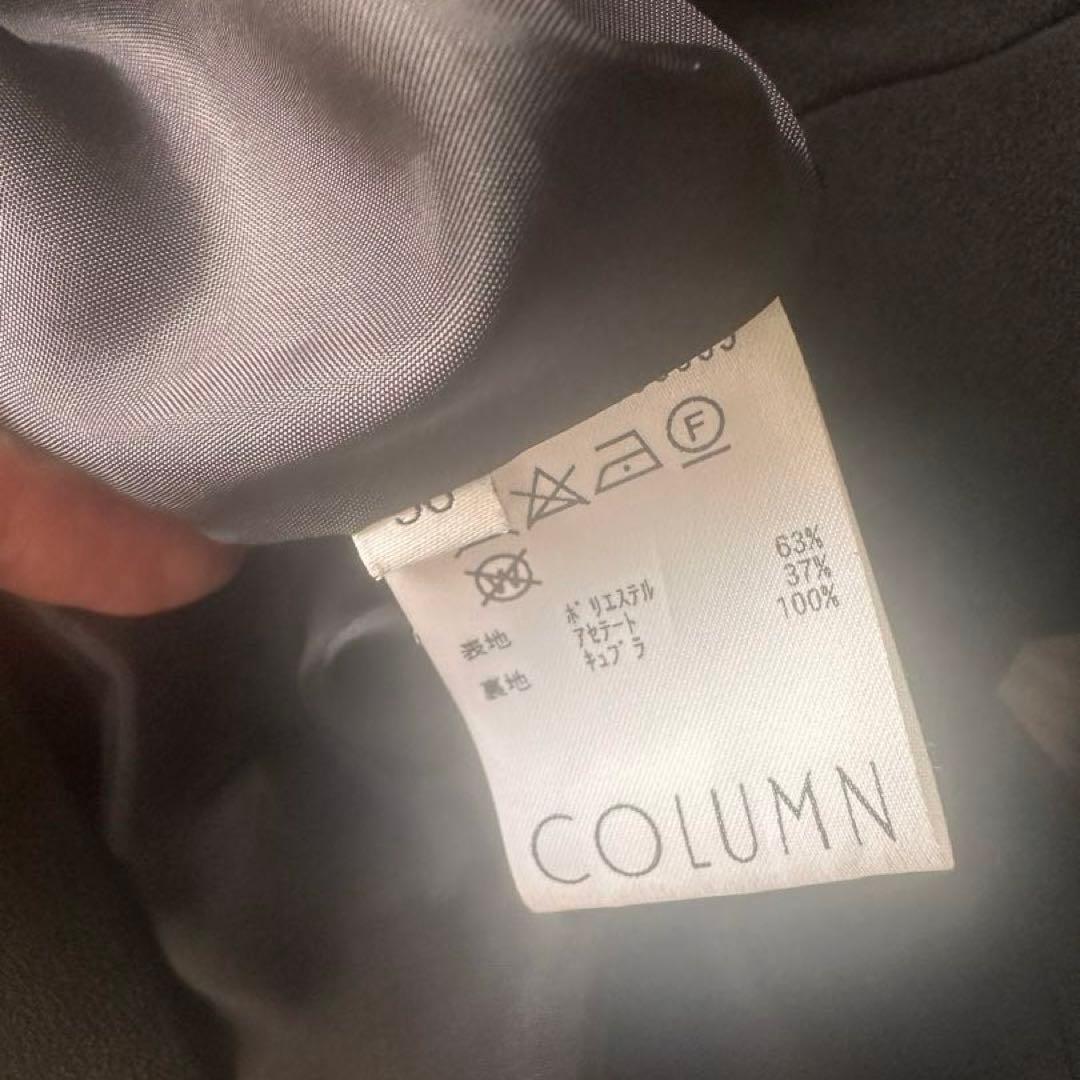 F
W
表地 ポリエステル 63%
アセテート 37%
裏地 キュプラ 100%
COLUMN